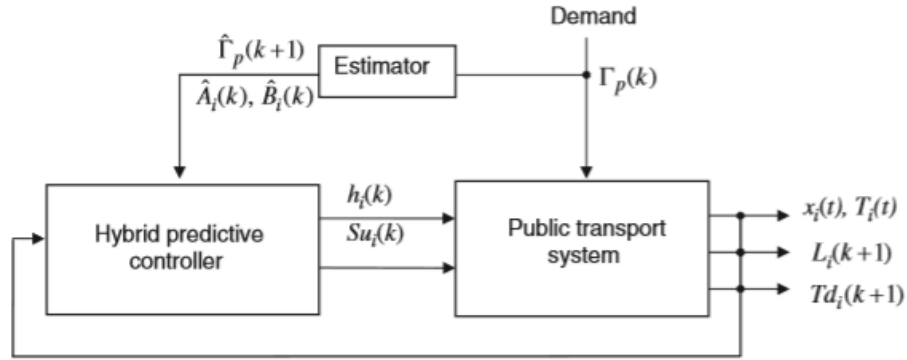 Demand
Γ̂ₚ(k+1)
Estimator
Âᵢ(k), B̂ᵢ(k)
Γₚ(k)
hᵢ(k)
Suᵢ(k)
Hybrid predictive
controller
Public transport
system
xᵢ(t), Tᵢ(t)
Lᵢ(k+1)
Tdᵢ(k+1)